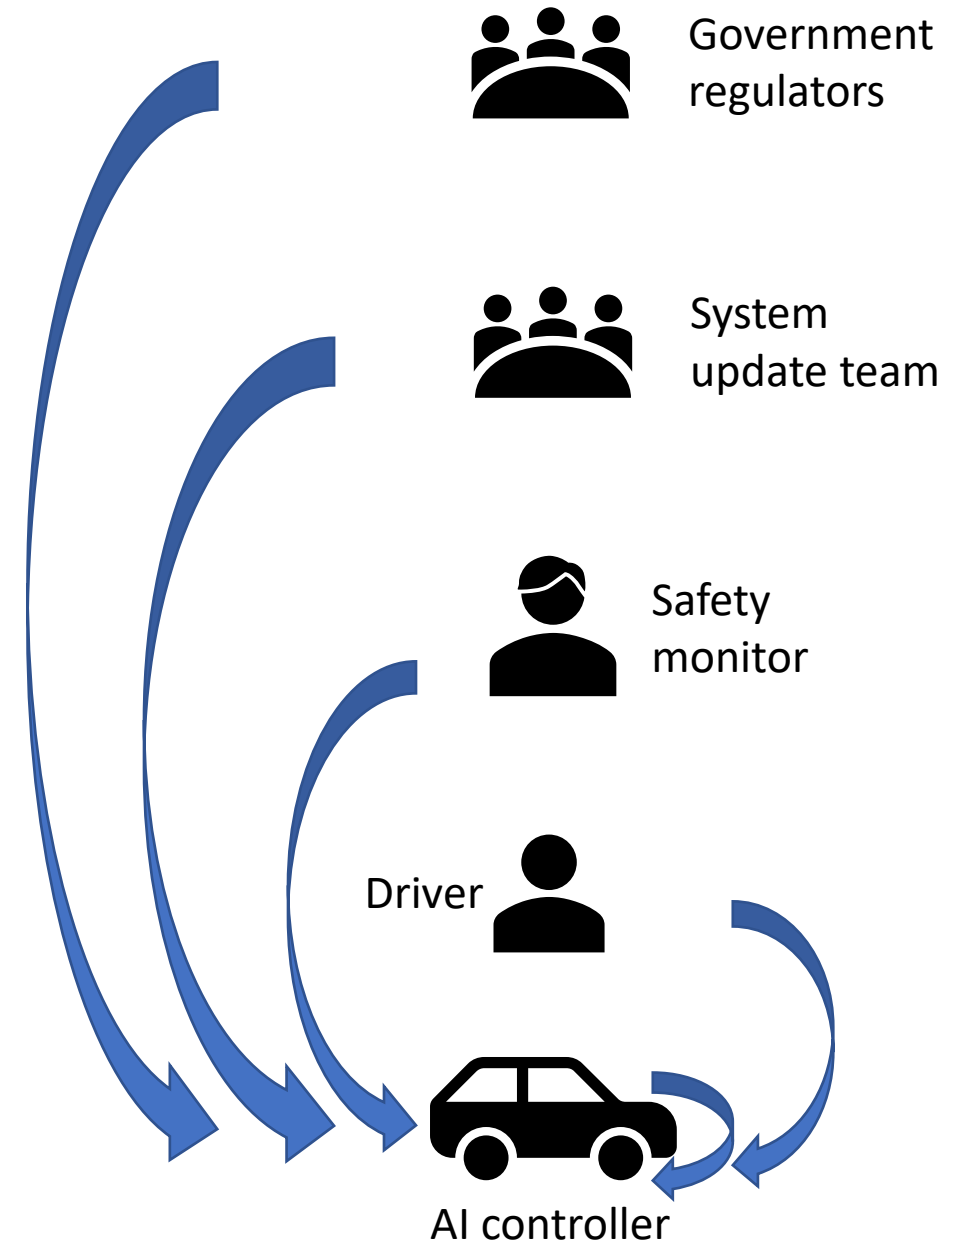 Government
regulators
System
update team
Safety
monitor
Driver
AI controller